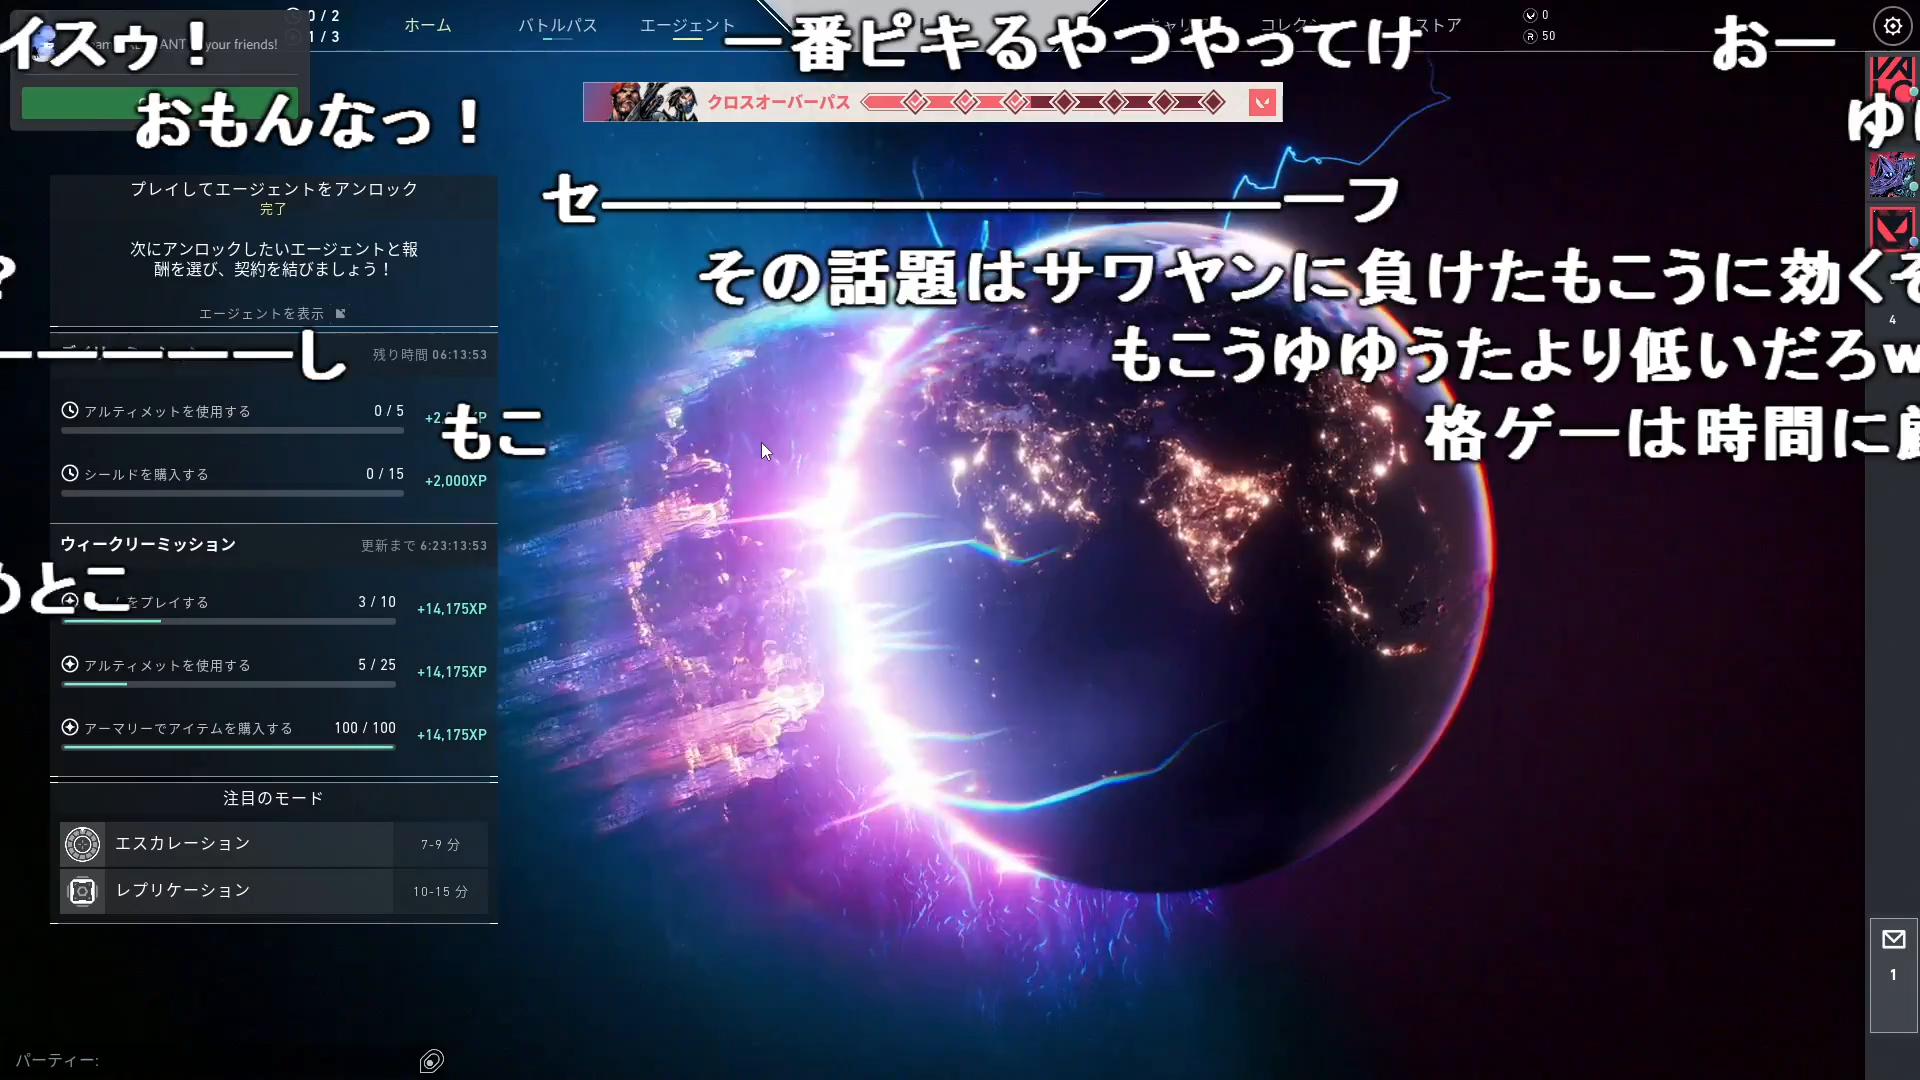 0 / 2
1 / 3
ホーム
バトルパス
エージェント
コレク
ストア
0
50
your friends!
イスゥ！
一番ピキるやつやってけ
おー
おもんなっ！
クロスオーバーパス
プレイしてエージェントをアンロック
完了
セーーーーーーーーーーーフ
次にアンロックしたいエージェントと報
酬を選び、契約を結びましょう！
？
その話題はサワヤンに負けたもこうに効くそ
エージェントを表示
4
ーーーーーし
残り時間 06:13:53
もこうゆゆうたより低いだろw
アルティメットを使用する
0 / 5
もこ
格ゲーは時間に
シールドを購入する
0 / 15
+2,000XP
ウィークリーミッション
更新まで 6:23:13:53
めとこ
をプレイする
3 / 10
+14,175XP
アルティメットを使用する
5 / 25
+14,175XP
アーマリーでアイテムを購入する
100 / 100
+14,175XP
注目のモード
エスカレーション
7-9 分
レプリケーション
10-15 分
1
パーティー: